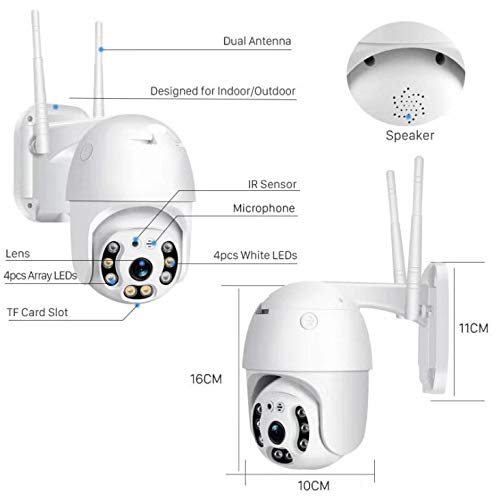 Dual Antenna
Designed for Indoor/Outdoor
Speaker
IR Sensor
Microphone
Lens
4pcs White LEDs
4pcs Array LEDs
TF Card Slot
16CM
11CM
10CM